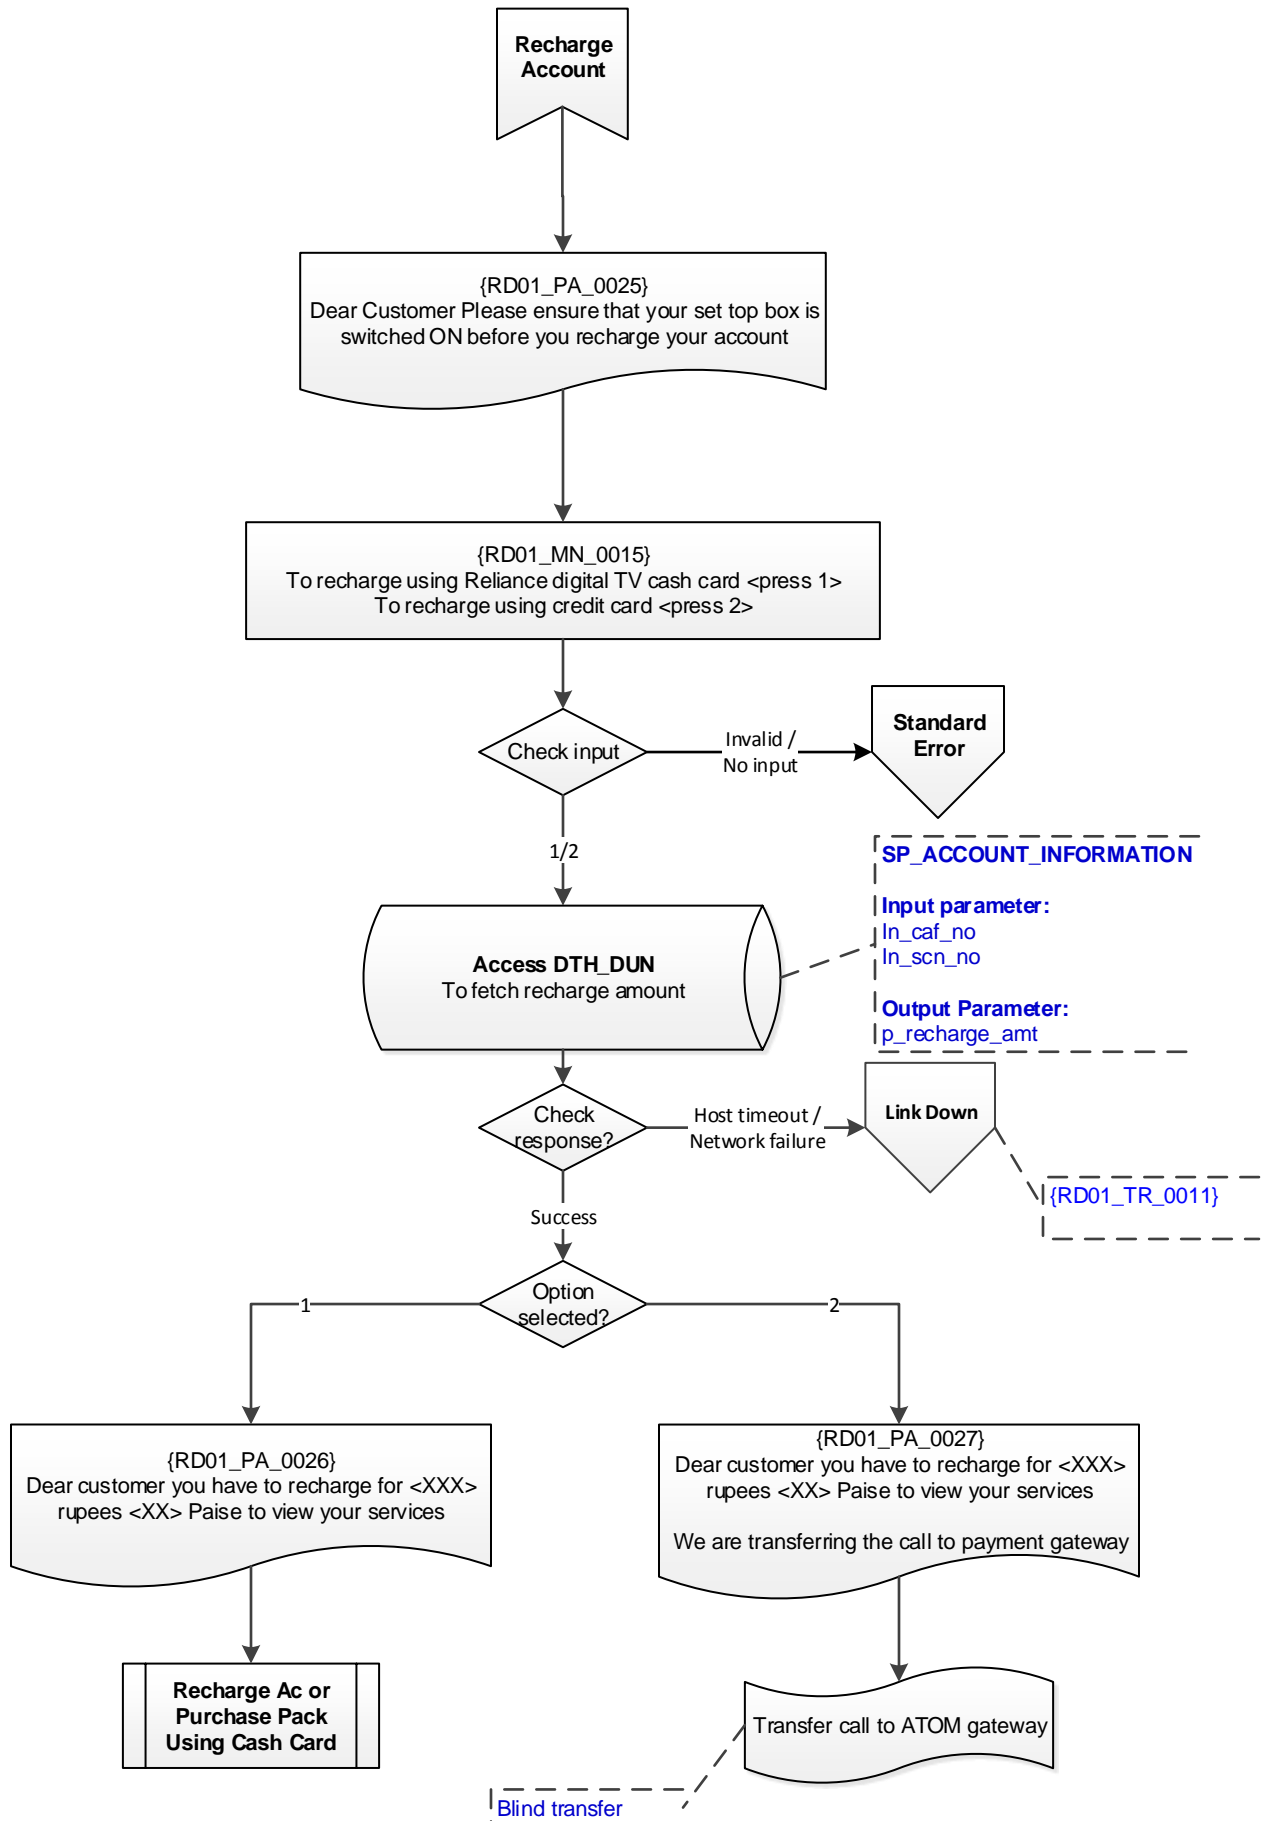 Recharge
Account
{RD01_PA_0025}
Dear Customer Please ensure that your set top box is
switched ON before you recharge your account
{RD01_MN_0015}
To recharge using Reliance digital TV cash card <press 1>
To recharge using credit card <press 2>
Check input
Invalid /
No input
Standard
Error
1/2
SP_ACCOUNT_INFORMATION
Input parameter:
In_caf_no
In_scn_no
Output Parameter:
p_recharge_amt
Access DTH_DUN
To fetch recharge amount
Check
response?
Host timeout /
Network failure
Link Down
{RD01_TR_0011}
Success
Option
selected?
1
2
{RD01_PA_0026}
Dear customer you have to recharge for <XXX>
rupees <XX> Paise to view your services
{RD01_PA_0027}
Dear customer you have to recharge for <XXX>
rupees <XX> Paise to view your services
We are transferring the call to payment gateway
Recharge Ac or
Purchase Pack
Using Cash Card
Transfer call to ATOM gateway
Blind transfer